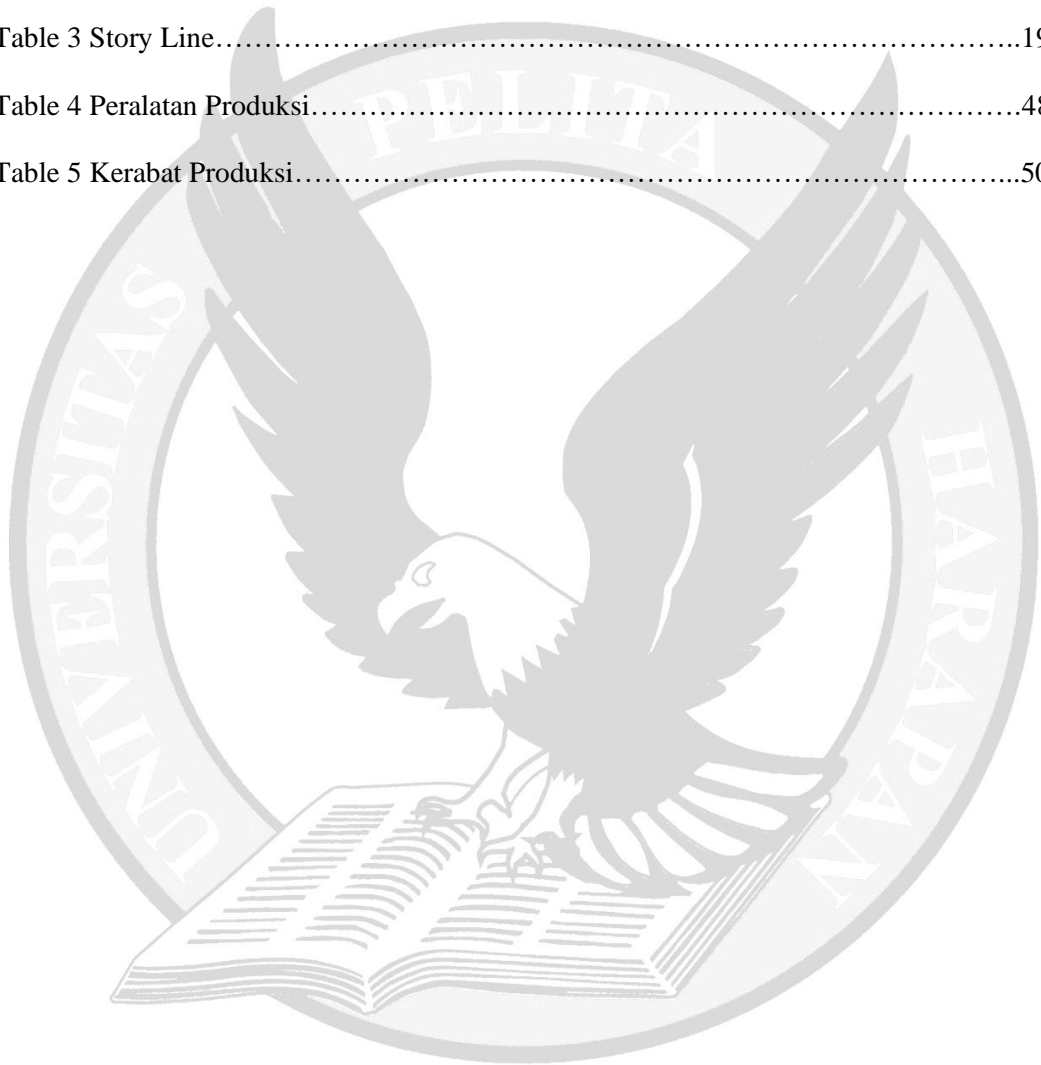 Table 3 Story Line……………………………………………………………………..19
Table 4 Peralatan Produksi…………………………………………………………….48
Table 5 Kerabat Produksi……………………………………………………………...50
UNIVERSITAS PELITA HARAPAN